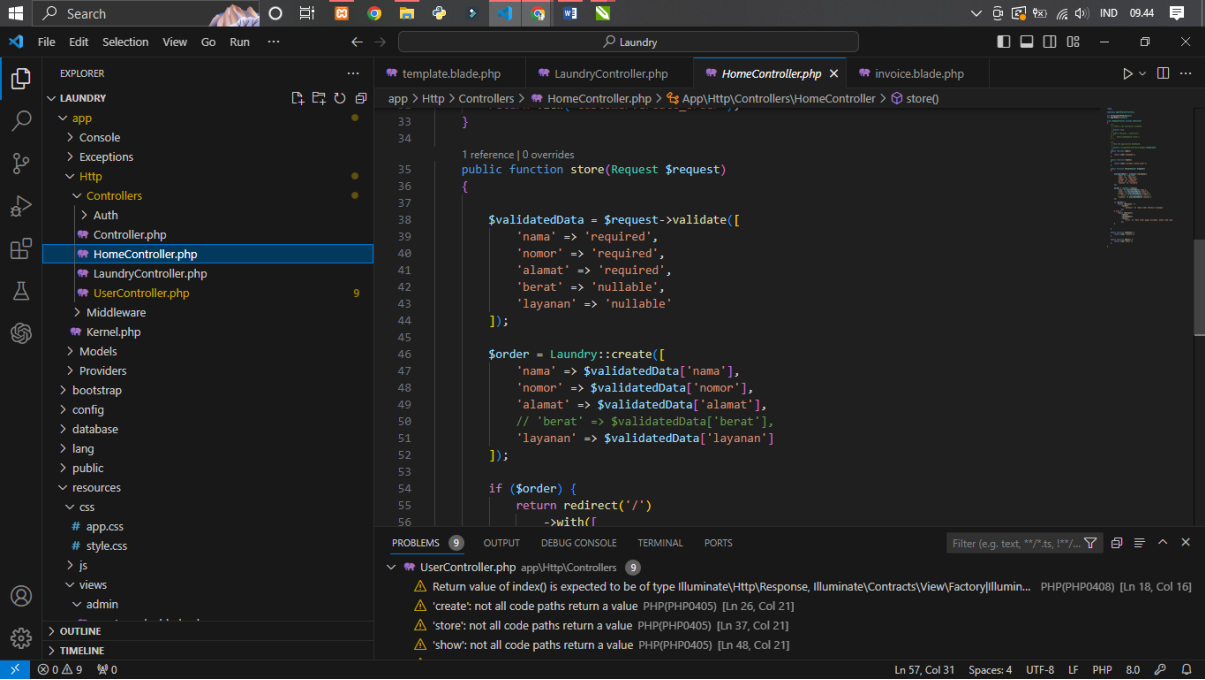 Search
IND
09.44
File Edit Selection View Go Run ···
Laundry
EXPLORER
template.blade.php
LaundryController.php
HomeController.php
invoice.blade.php
LAUNDRY
app > Http > Controllers > HomeController.php > App\Http\Controllers\HomeController > store()
app
Console
Exceptions
Http
Controllers
Auth
Controller.php
HomeController.php
LaundryController.php
UserController.php 9
Middleware
Kernel.php
Models
Providers
bootstrap
config
database
lang
public
resources
css
# app.css
# style.css
js
views
admin
OUTLINE
TIMELINE
33 }
34
1 reference | 0 overrides
35 public function store(Request $request)
36 {
37
38 $validatedData = $request->validate([
39 'nama' => 'required',
40 'nomor' => 'required',
41 'alamat' => 'required',
42 'berat' => 'nullable',
43 'layanan' => 'nullable'
44 ]);
45
46 $order = Laundry::create([
47 'nama' => $validatedData['nama'],
48 'nomor' => $validatedData['nomor'],
49 'alamat' => $validatedData['alamat'],
50 // 'berat' => $validatedData['berat'],
51 'layanan' => $validatedData['layanan']
52 ]);
53
54 if ($order) {
55 return redirect('/')
56 ->with([
PROBLEMS 9 OUTPUT DEBUG CONSOLE TERMINAL PORTS
Filter (e.g. text, **/*.ts, !**/...
UserController.php app\Http\Controllers 9
Return value of index() is expected to be of type Illuminate\Http\Response, Illuminate\Contracts\View\Factory|Illumin... PHP(PHP0408) [Ln 18, Col 16]
'create': not all code paths return a value PHP(PHP0405) [Ln 26, Col 21]
'store': not all code paths return a value PHP(PHP0405) [Ln 37, Col 21]
'show': not all code paths return a value PHP(PHP0405) [Ln 48, Col 21]
0 9 0
Ln 57, Col 31 Spaces: 4 UTF-8 LF PHP 8.0